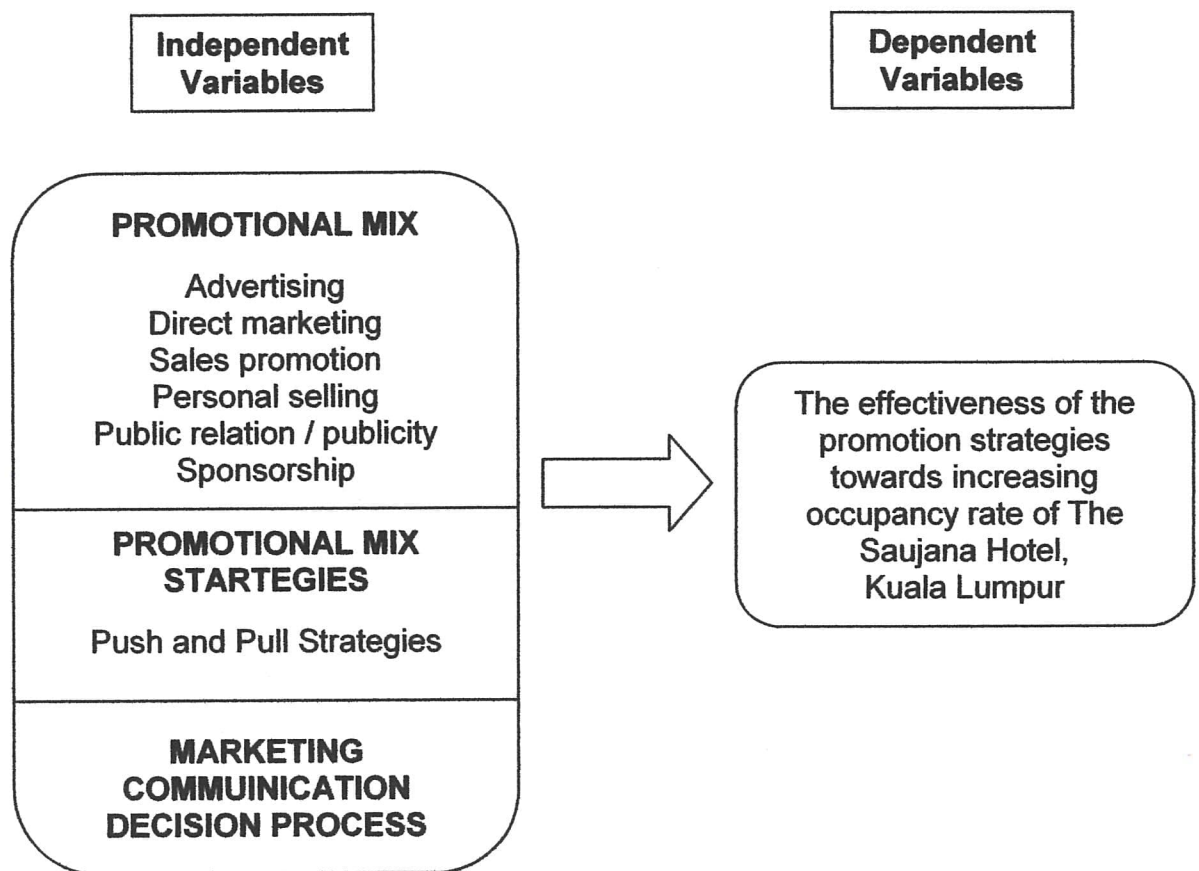 Independent
Variables
Dependent
Variables
PROMOTIONAL MIX
Advertising
Direct marketing
Sales promotion
Personal selling
Public relation / publicity
Sponsorship
PROMOTIONAL MIX
STARTEGIES
Push and Pull Strategies
MARKETING
COMMUINICATION
DECISION PROCESS
The effectiveness of the
promotion strategies
towards increasing
occupancy rate of The
Saujana Hotel,
Kuala Lumpur